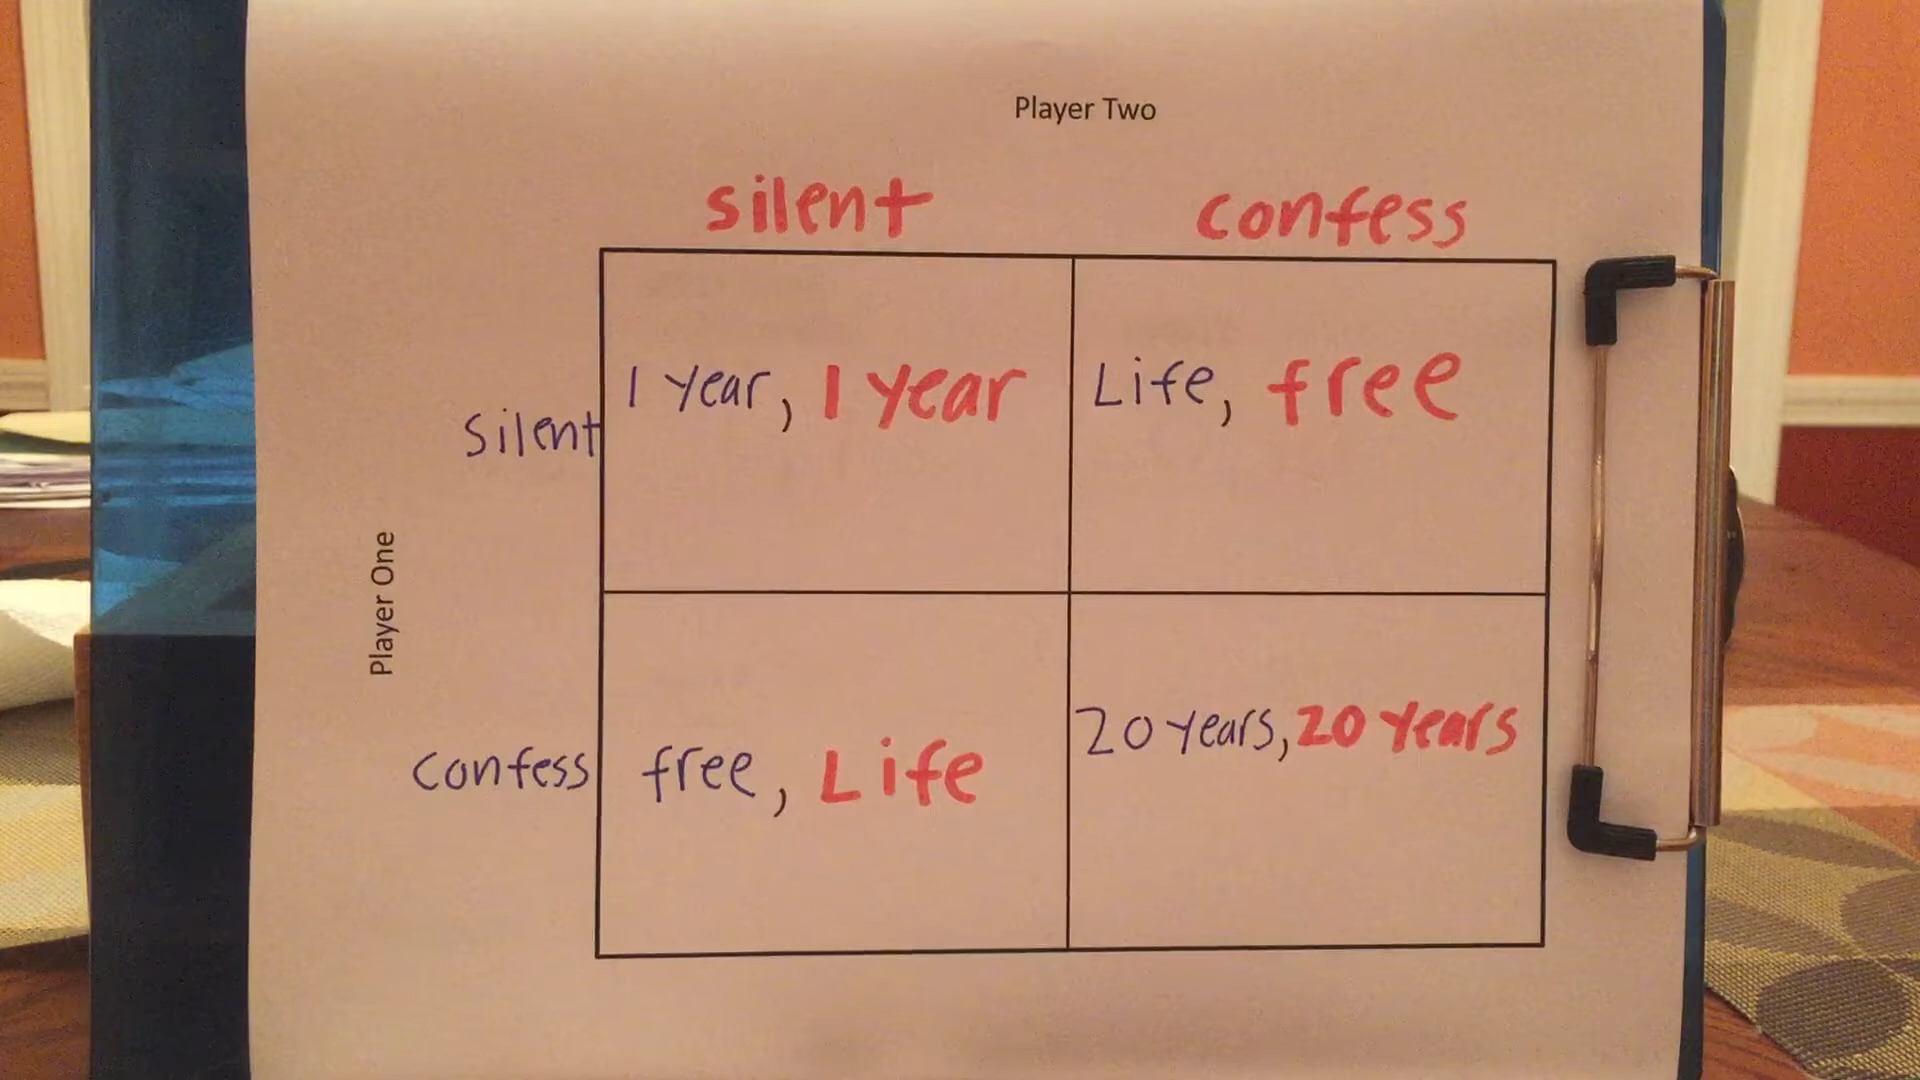 Player Two
silent confess
1 year, 1 year Life, free
silent
Player One
confess free, Life 20 years, 20 years